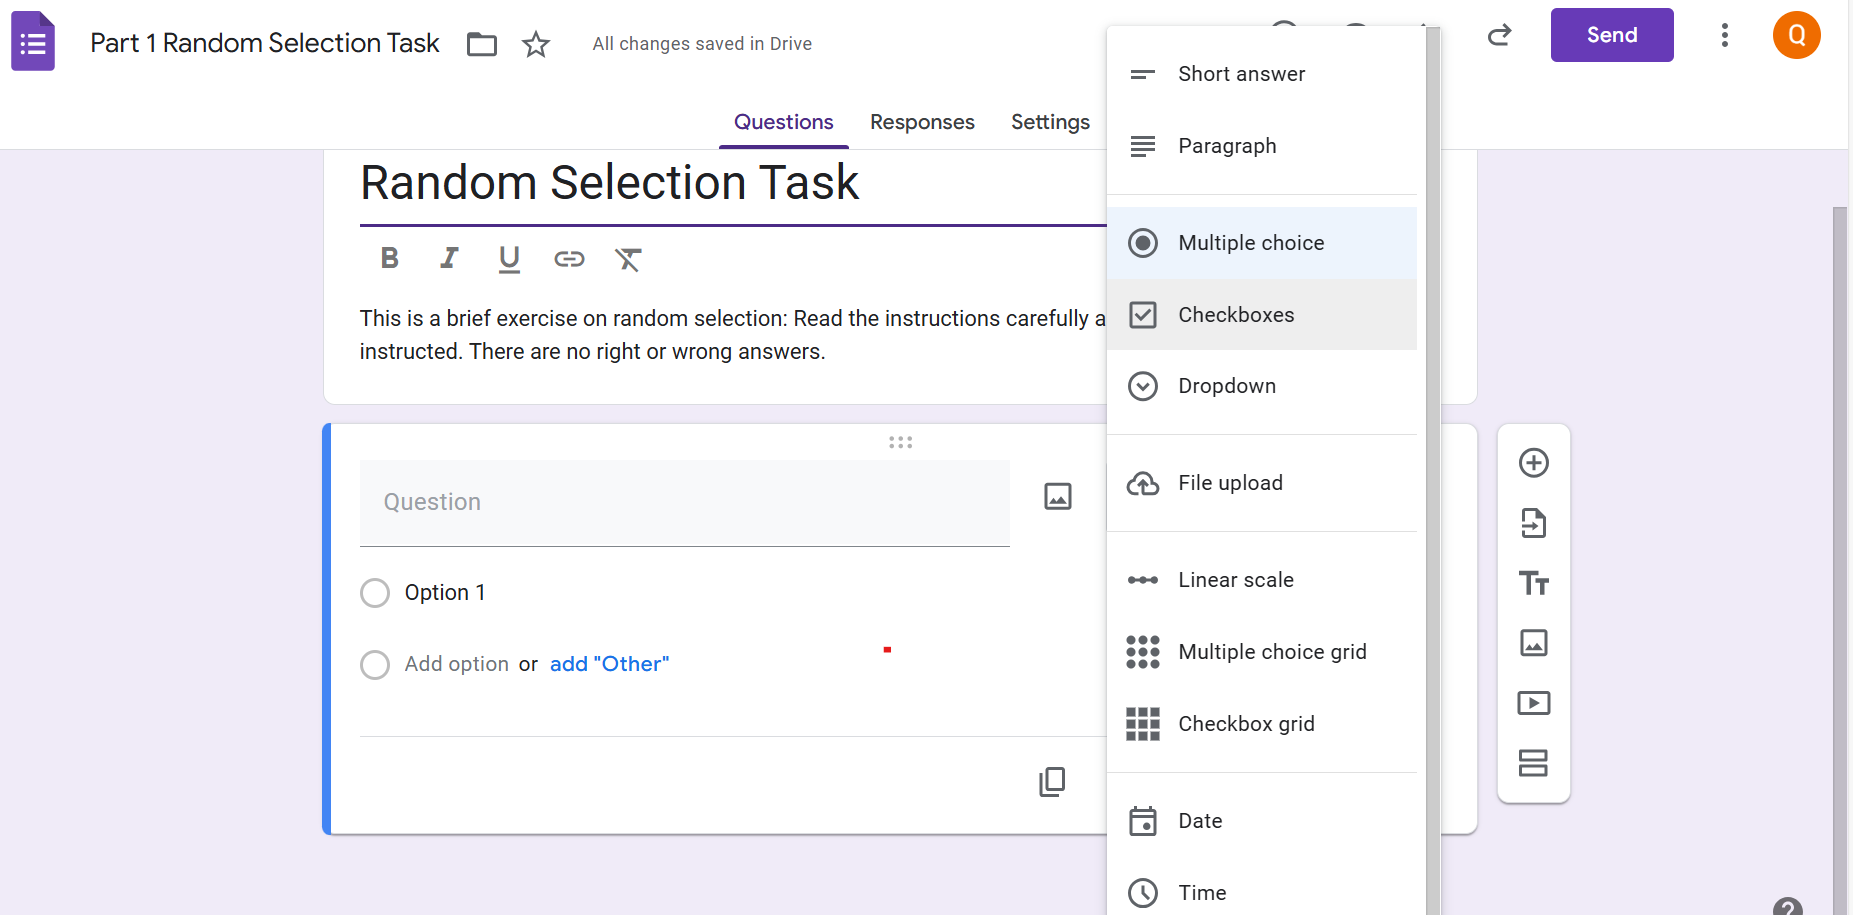 Part 1 Random Selection Task
All changes saved in Drive
Send
Q
Questions
Responses
Settings
Random Selection Task
B I U
This is a brief exercise on random selection: Read the instructions carefully a
instructed. There are no right or wrong answers.
Question
Option 1
Add option or add "Other"
Short answer
Paragraph
Multiple choice
Checkboxes
Dropdown
File upload
Linear scale
Multiple choice grid
Checkbox grid
Date
Time
Tт
?